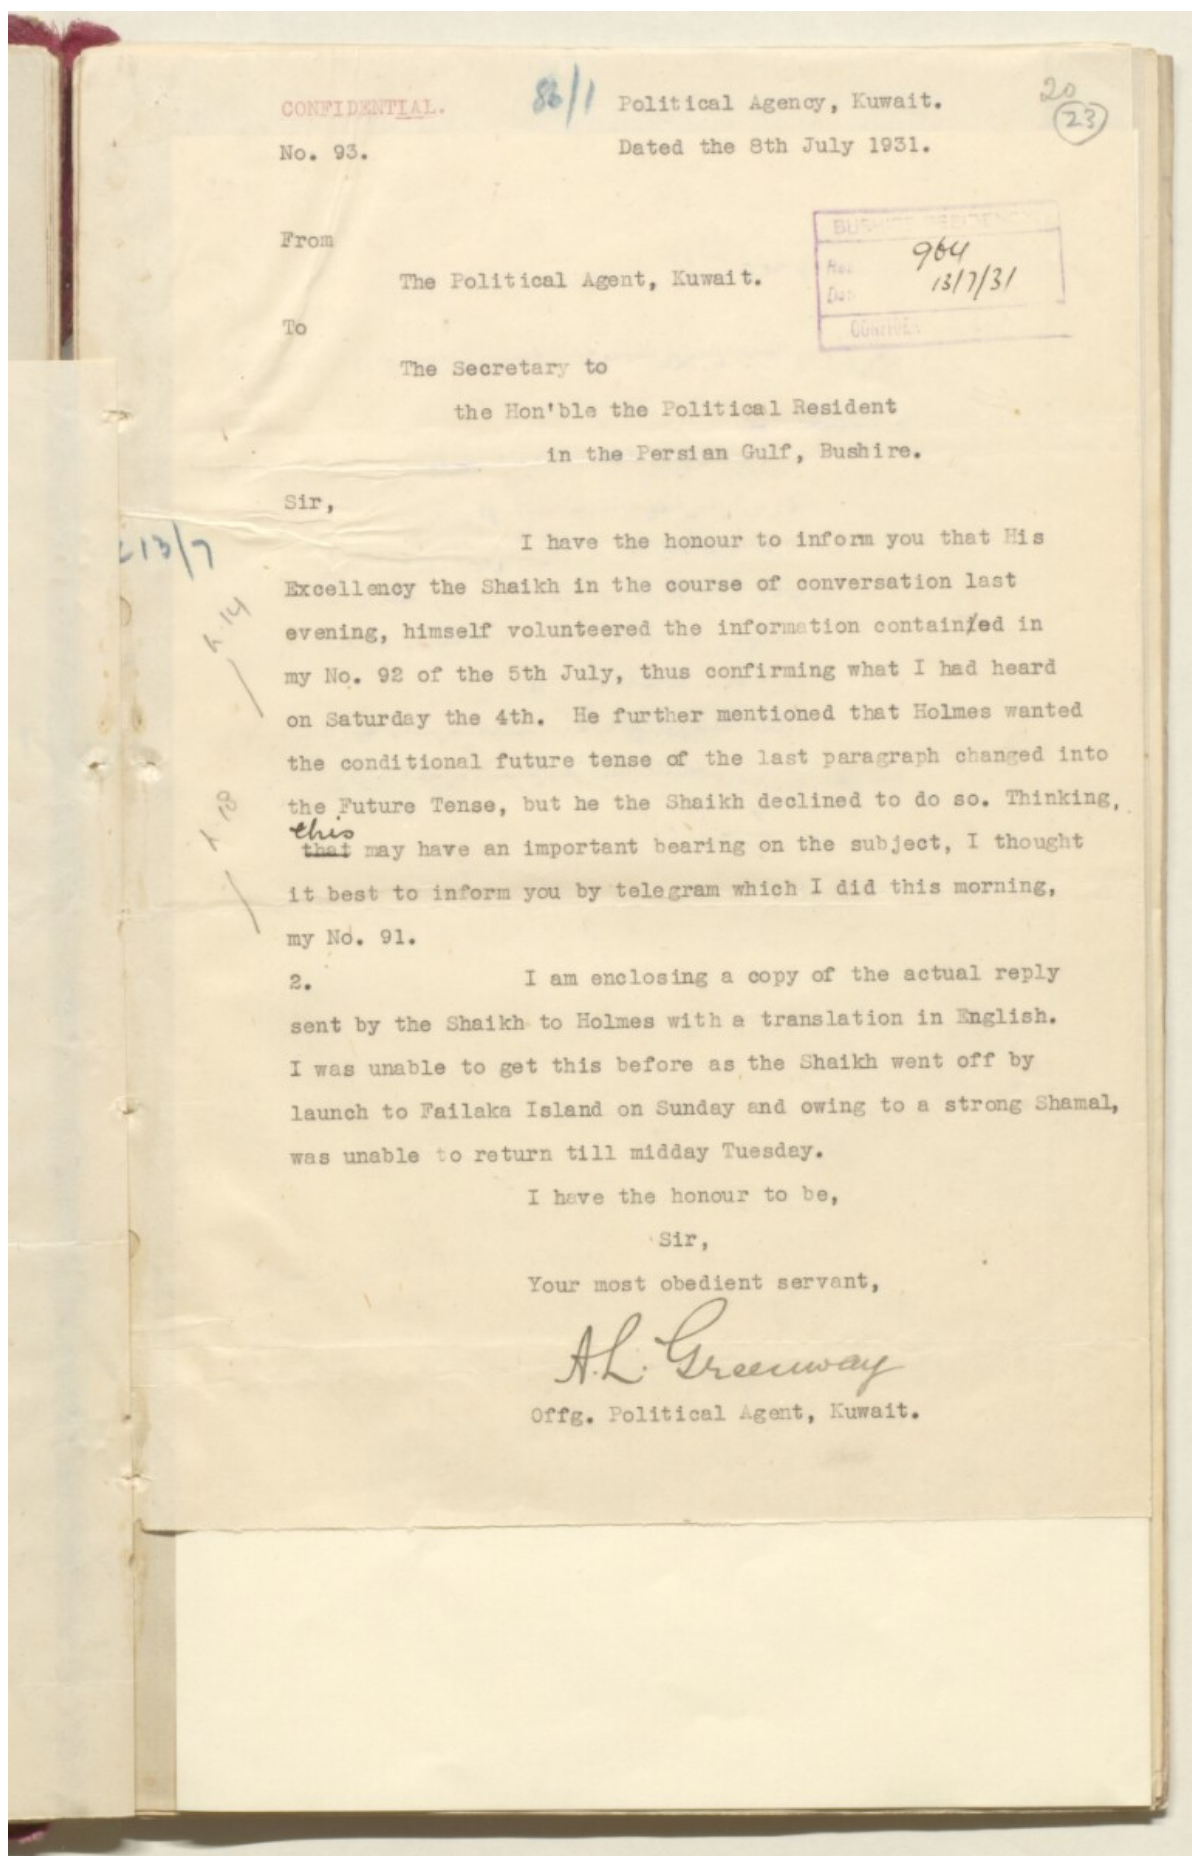 CONFIDENTIAL.
86/1
Political Agency, Kuwait.
20
23
No. 93.
Dated the 8th July 1931.
BUSHIRE RESIDENCY
964
13/7/31
From
The Political Agent, Kuwait.
To
The Secretary to
the Hon'ble the Political Resident
in the Persian Gulf, Bushire.
Sir,
13/7
I have the honour to inform you that His
Excellency the Shaikh in the course of conversation last
evening, himself volunteered the information contained in
my No. 92 of the 5th July, thus confirming what I had heard
on Saturday the 4th. He further mentioned that Holmes wanted
the conditional future tense of the last paragraph changed into
the Future Tense, but he the Shaikh declined to do so. Thinking,
this
that may have an important bearing on the subject, I thought
it best to inform you by telegram which I did this morning,
my No. 91.
2. I am enclosing a copy of the actual reply
sent by the Shaikh to Holmes with a translation in English.
I was unable to get this before as the Shaikh went off by
launch to Failaka Island on Sunday and owing to a strong Shamal,
was unable to return till midday Tuesday.
I have the honour to be,
Sir,
Your most obedient servant,
A.L. Greenway
Offg. Political Agent, Kuwait.